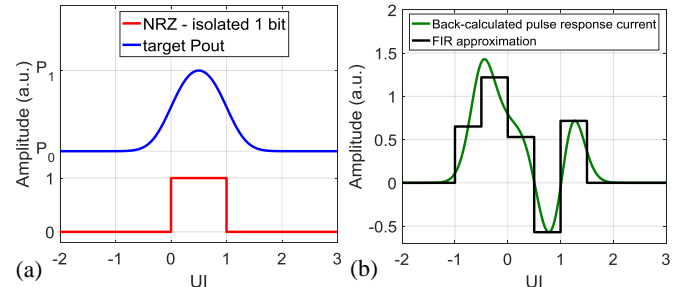 NRZ - isolated 1 bit
target Pout
Amplitude (a.u.)
P1
P0
1
0
-2 -1 0 1 2 3
UI
(a)
Back-calculated pulse response current
FIR approximation
Amplitude (a.u.)
2
1.5
1
0.5
0
-0.5
-2 -1 0 1 2 3
UI
(b)